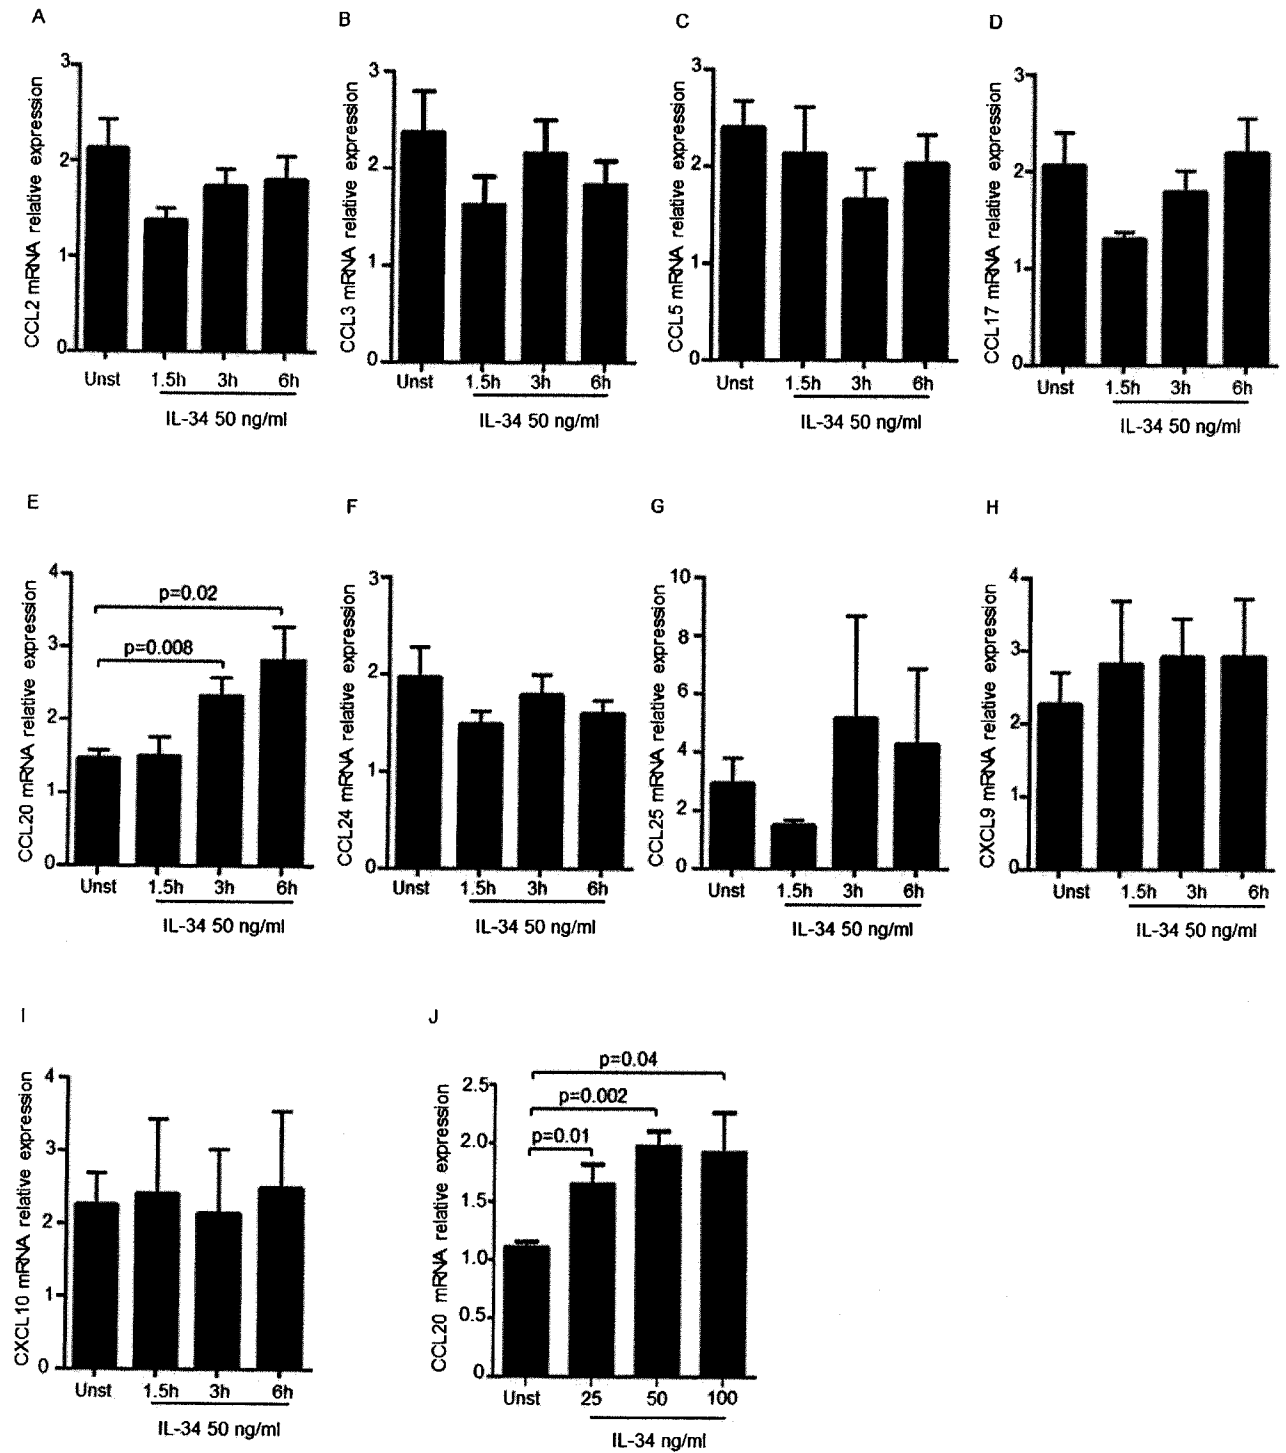 A
CCL2 mRNA relative expression
3
2
1
0
Unst 1.5h 3h 6h
IL-34 50 ng/ml
B
CCL3 mRNA relative expression
3
2
1
0
Unst 1.5h 3h 6h
IL-34 50 ng/ml
C
CCL5 mRNA relative expression
3
2
1
0
Unst 1.5h 3h 6h
IL-34 50 ng/ml
D
CCL17 mRNA relative expression
3
2
1
0
Unst 1.5h 3h 6h
IL-34 50 ng/ml
E
CCL20 mRNA relative expression
4
3
2
1
0
p=0.02
p=0.008
Unst 1.5h 3h 6h
IL-34 50 ng/ml
F
CCL24 mRNA relative expression
3
2
1
0
Unst 1.5h 3h 6h
IL-34 50 ng/ml
G
CCL25 mRNA relative expression
10
8
6
4
2
0
Unst 1.5h 3h 6h
IL-34 50 ng/ml
H
CXCL9 mRNA relative expression
4
3
2
1
0
Unst 1.5h 3h 6h
IL-34 50 ng/ml
I
CXCL10 mRNA relative expression
4
3
2
1
0
Unst 1.5h 3h 6h
IL-34 50 ng/ml
J
CCL20 mRNA relative expression
2.5
2.0
1.5
1.0
0.5
0
p=0.04
p=0.002
p=0.01
Unst 25 50 100
IL-34 ng/ml